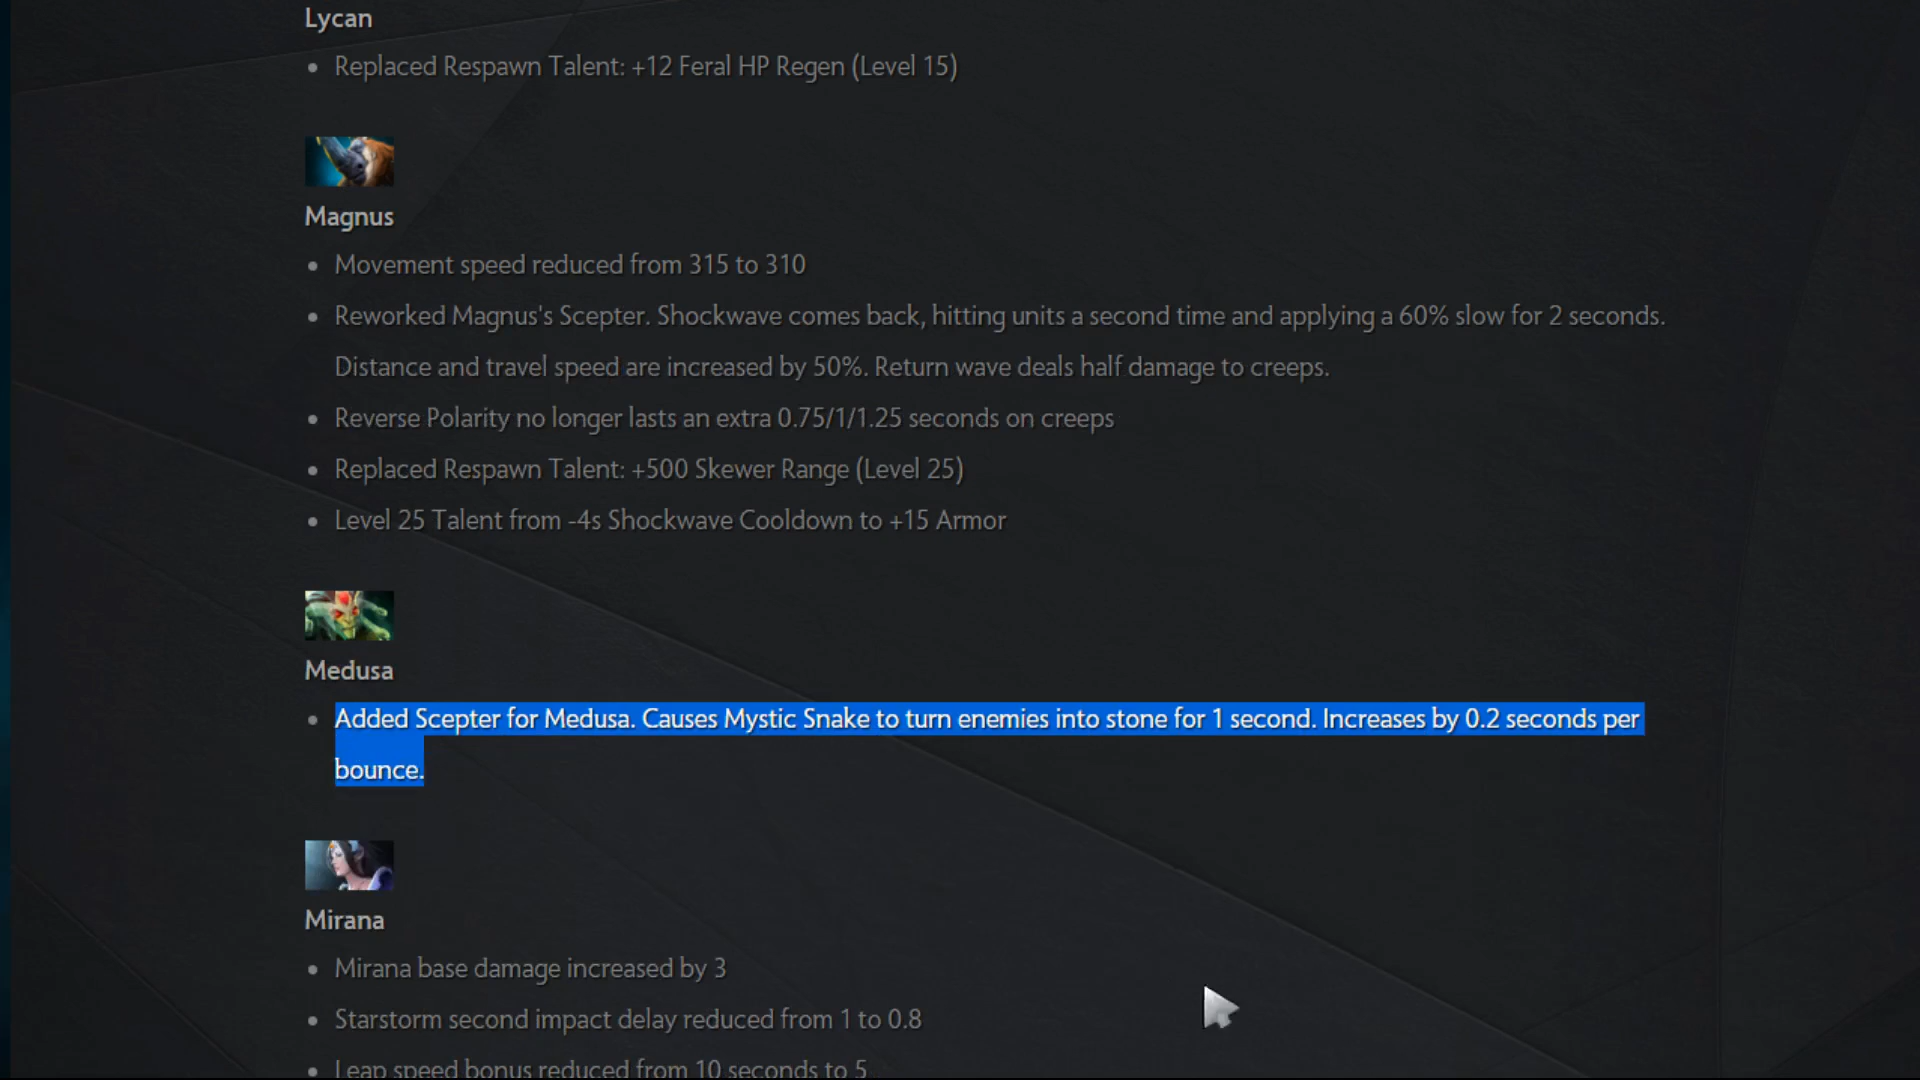 Lycan
• Replaced Respawn Talent: +12 Feral HP Regen (Level 15)
Magnus
• Movement speed reduced from 315 to 310
• Reworked Magnus's Scepter. Shockwave comes back, hitting units a second time and applying a 60% slow for 2 seconds.
Distance and travel speed are increased by 50%. Return wave deals half damage to creeps.
• Reverse Polarity no longer lasts an extra 0.75/1/1.25 seconds on creeps
• Replaced Respawn Talent: +500 Skewer Range (Level 25)
• Level 25 Talent from -4s Shockwave Cooldown to +15 Armor
Medusa
• Added Scepter for Medusa. Causes Mystic Snake to turn enemies into stone for 1 second. Increases by 0.2 seconds per
bounce.
Mirana
• Mirana base damage increased by 3
• Starstorm second impact delay reduced from 1 to 0.8
• Leap speed bonus reduced from 10 seconds to 5